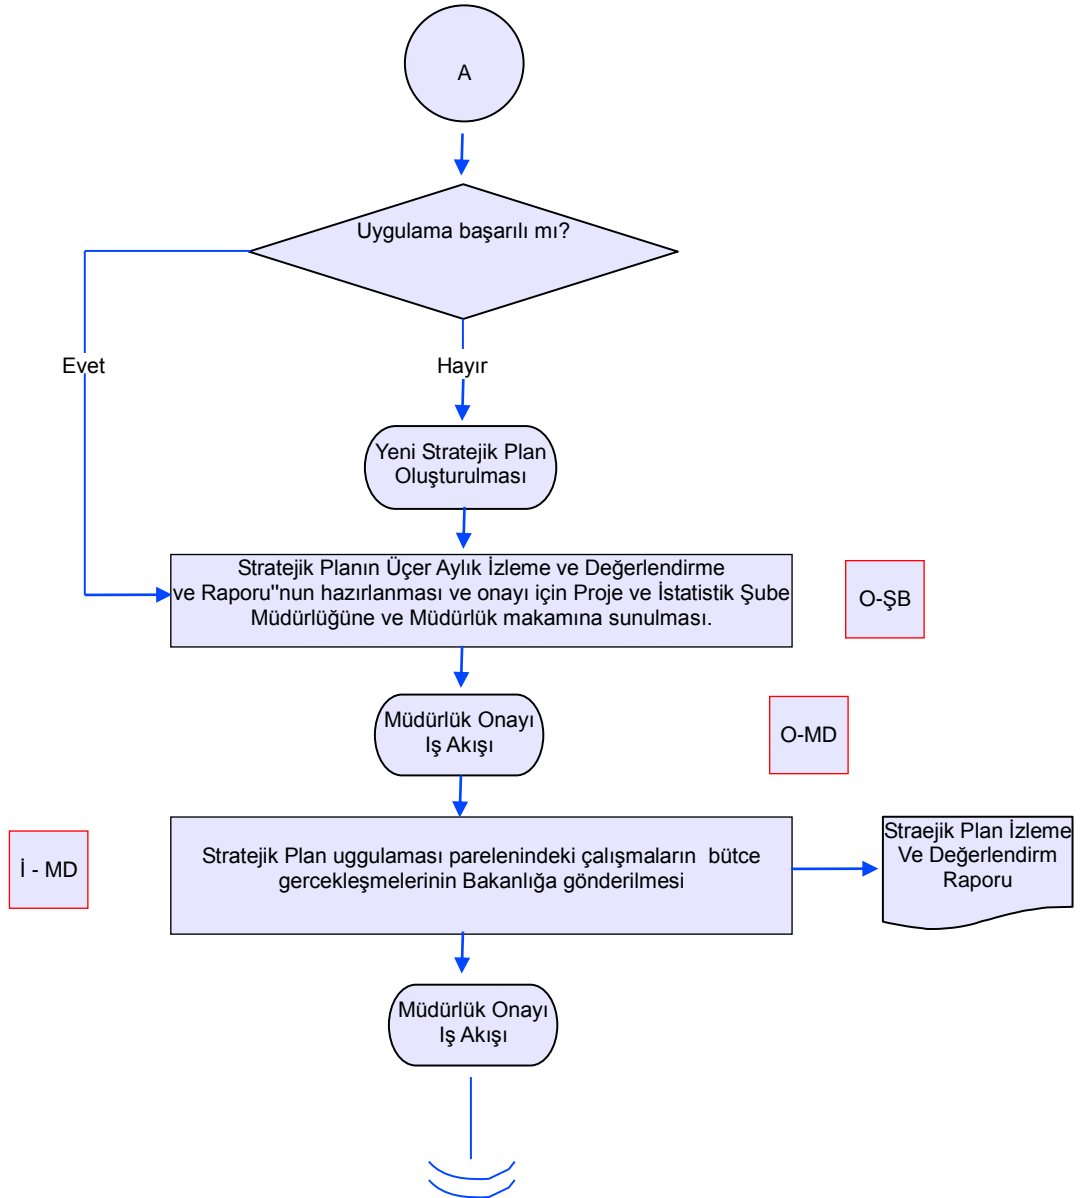 A
Uygulama başarılı mı?
Evet
Hayır
Yeni Stratejik Plan
Oluşturulması
Stratejik Planın Üçer Aylık İzleme ve Değerlendirme
ve Raporu"nun hazırlanması ve onayı için Proje ve İstatistik Şube
Müdürlüğüne ve Müdürlük makamına sunulması.
O-ŞB
Müdürlük Onayı
Iş Akışı
O-MD
İ - MD
Stratejik Plan uggulaması parelenindeki çalışmaların  bütce
gercekleşmelerinin Bakanlığa gönderilmesi
Straejik Plan İzleme
Ve Değerlendirm
Raporu
Müdürlük Onayı
Iş Akışı